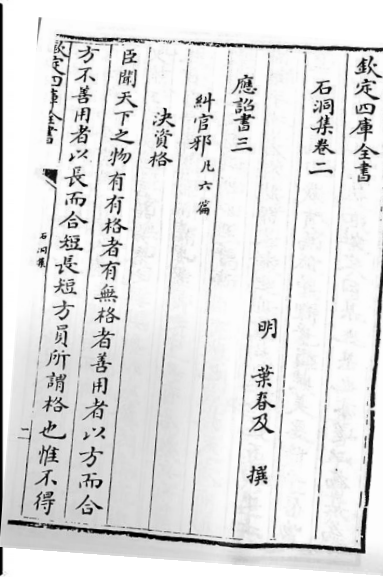 欽定四庫全書
石洞集卷二
明 葉春及 撰
應詔書三
糾官邪凡六篇
決資格
臣聞天下之物有有格者有無格者善用者以方而合
方不善用者以長而合短長短方員所謂格也惟不得
欽定四庫全書
石洞集
二